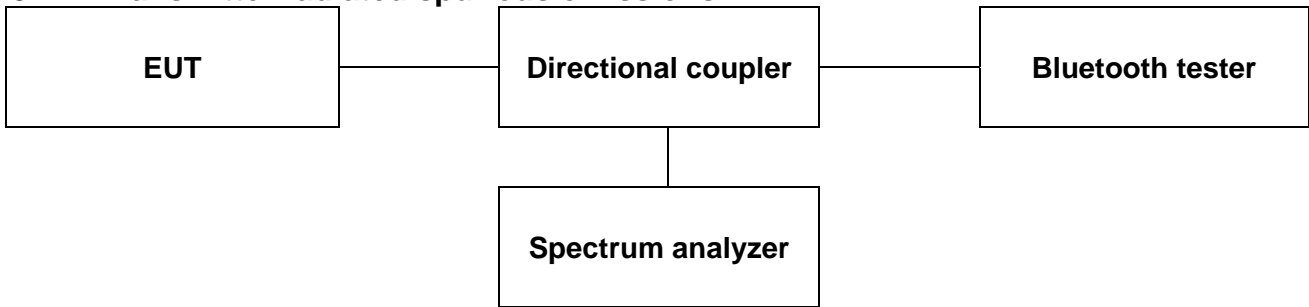 EUT
Directional coupler
Bluetooth tester
Spectrum analyzer